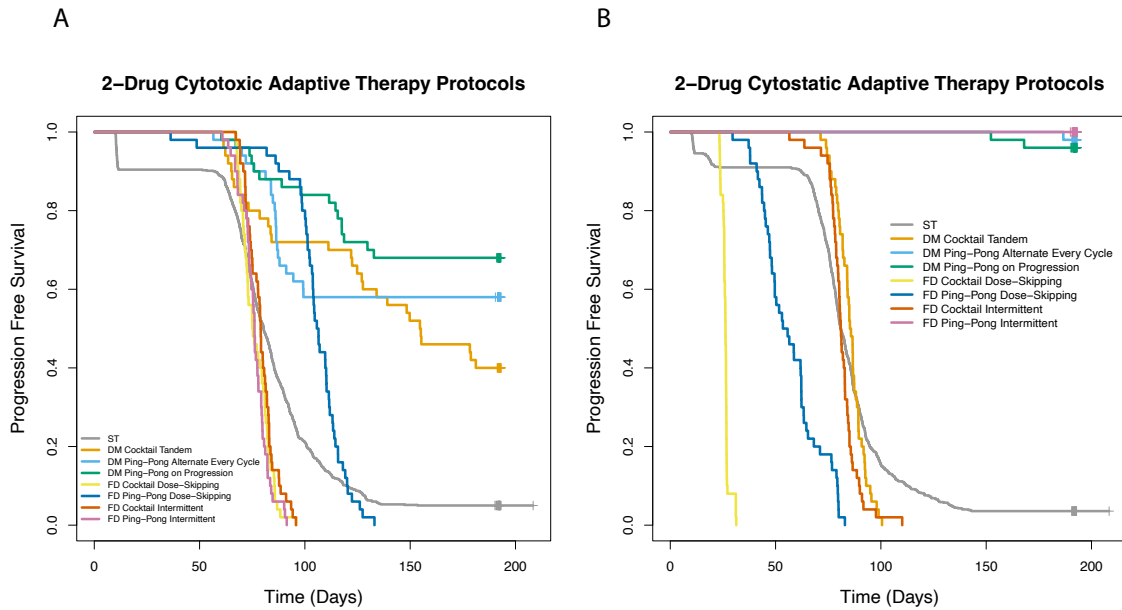 A
B
2–Drug Cytotoxic Adaptive Therapy Protocols
Progression Free Survival
1.0
0.8
0.6
0.4
0.2
0.0
ST
DM Cocktail Tandem
DM Ping–Pong Alternate Every Cycle
DM Ping–Pong on Progression
FD Cocktail Dose–Skipping
FD Ping–Pong Dose–Skipping
FD Cocktail Intermittent
FD Ping–Pong Intermittent
0 50 100 150 200
Time (Days)
2–Drug Cytostatic Adaptive Therapy Protocols
Progression Free Survival
1.0
0.8
0.6
0.4
0.2
0.0
ST
DM Cocktail Tandem
DM Ping–Pong Alternate Every Cycle
DM Ping–Pong on Progression
FD Cocktail Dose–Skipping
FD Ping–Pong Dose–Skipping
FD Cocktail Intermittent
FD Ping–Pong Intermittent
0 50 100 150 200
Time (Days)